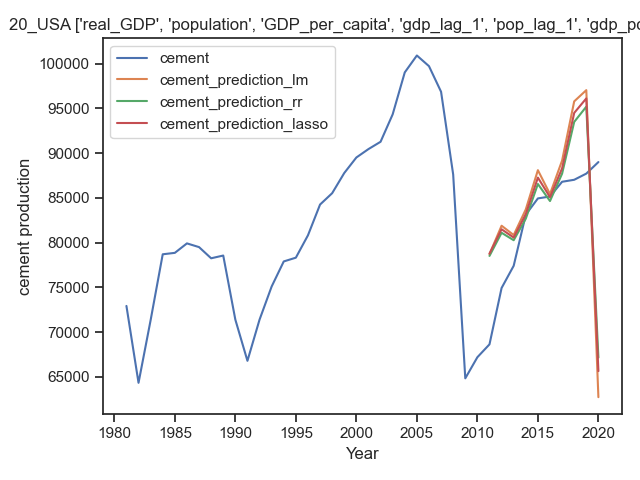 20_USA ['real_GDP', 'population', 'GDP_per_capita', 'gdp_lag_1', 'pop_lag_1', 'gdp_po
cement
cement_prediction_lm
cement_prediction_rr
cement_prediction_lasso
100000
95000
90000
85000
80000
75000
70000
65000
cement production
1980 1985 1990 1995 2000 2005 2010 2015 2020
Year